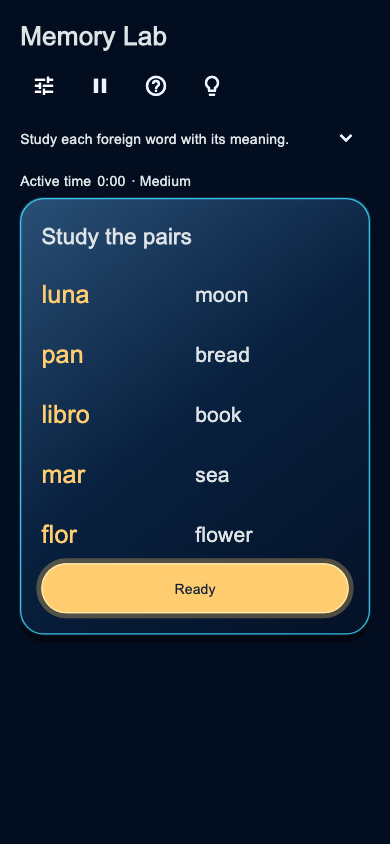 Memory Lab
Study each foreign word with its meaning.
Active time 0:00 · Medium
Study the pairs
luna moon
pan bread
libro book
mar sea
flor flower
Ready